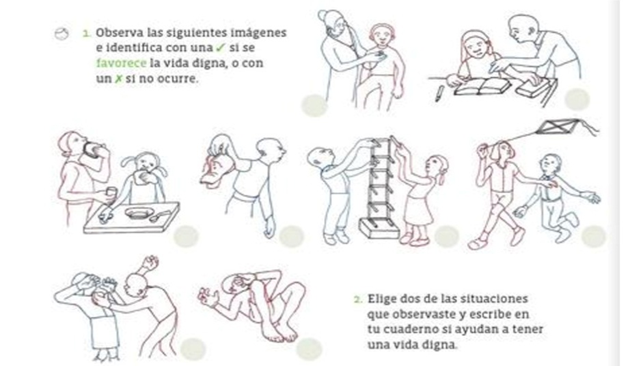 1. Observa las siguientes imágenes
e identifica con una ✓ si se
favorece la vida digna, o con
un ✗ si no ocurre.
2. Elige dos de las situaciones
que observaste y escribe en
tu cuaderno si ayudan a tener
una vida digna.